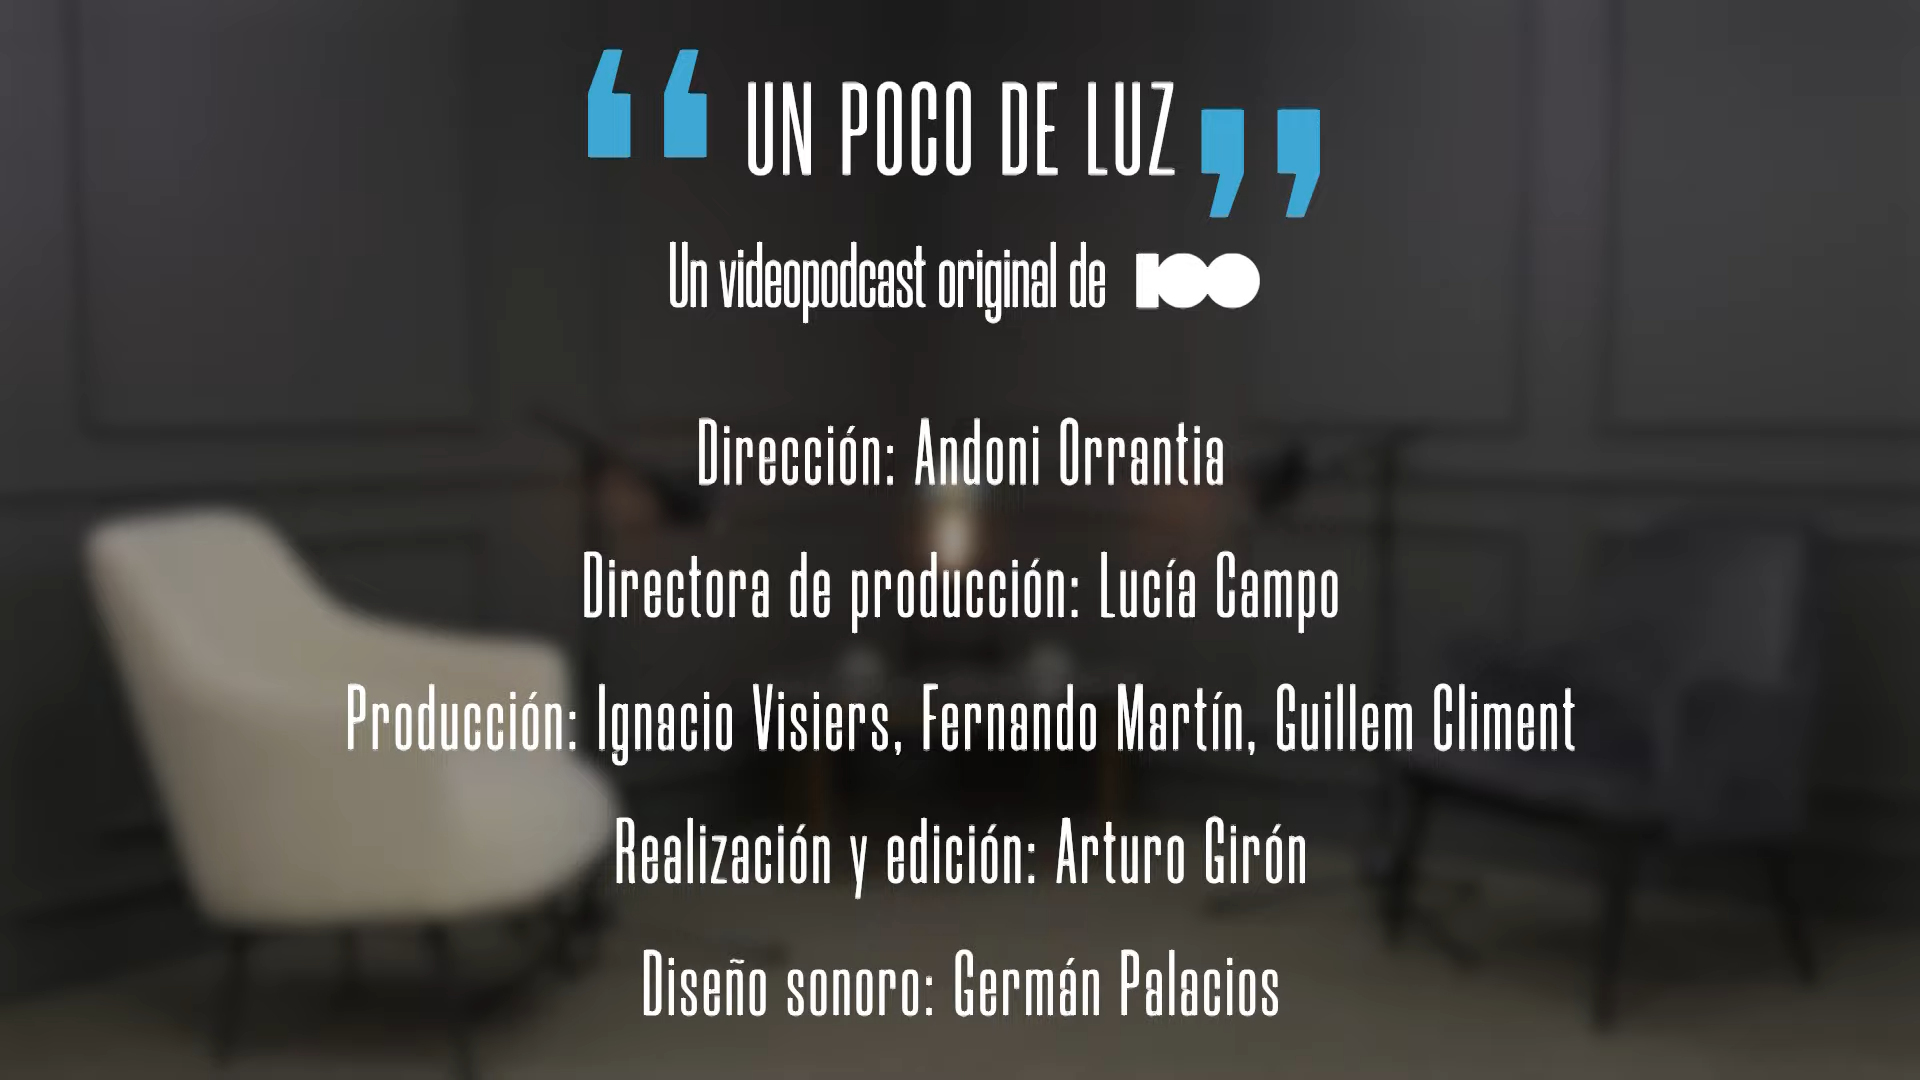 “ UN POCO DE LUZ ”
Un videopodcast original de 100
Dirección: Andoni Orrantia
Directora de producción: Lucía Campo
Producción: Ignacio Visiers, Fernando Martín, Guillem Climent
Realización y edición: Arturo Girón
Diseño sonoro: Germán Palacios